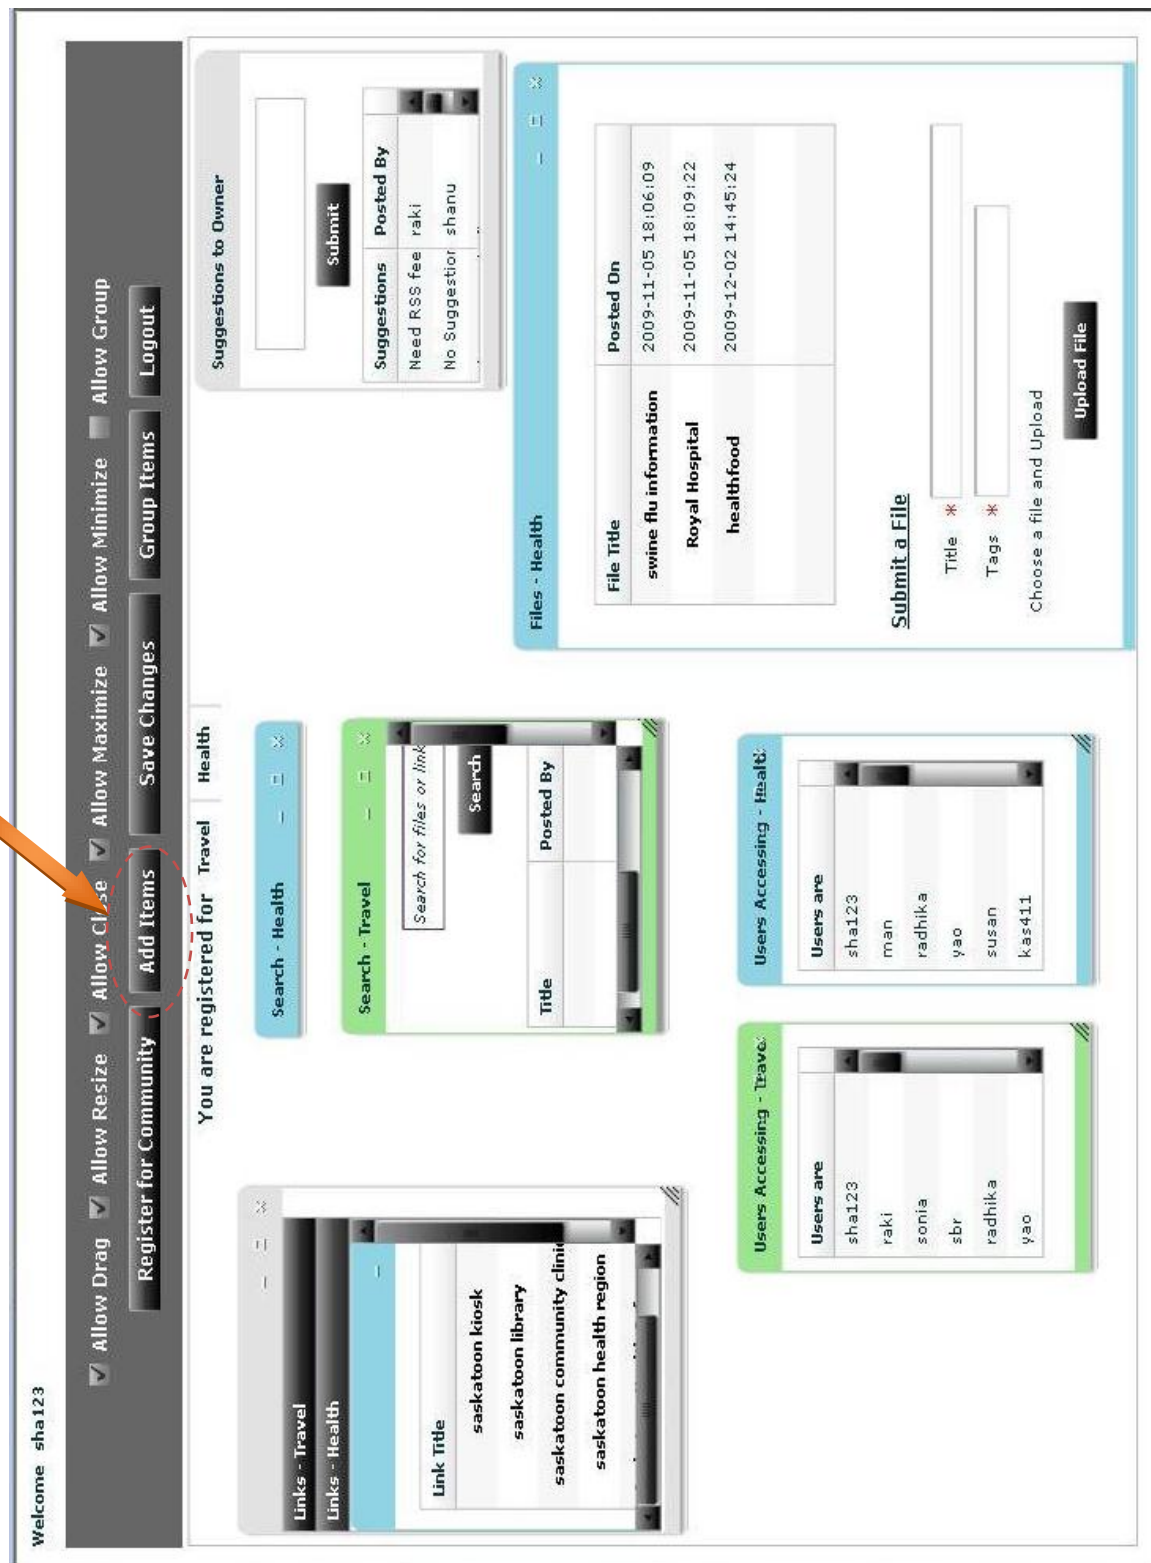 Welcome sha123
Allow Drag Allow Resize Allow Close Allow Maximize Allow Minimize Allow Group
Register for Community Add Items Save Changes Group Items Logout
You are registered for Travel Health
Links - Travel
Links - Health
Link Title
saskatoon kiosk
saskatoon library
saskatoon community clinic
saskatoon health region
Search - Health
Search - Travel
Search for files or link
Search
Title Posted By
Suggestions to Owner
Submit
Suggestions Posted By
Need RSS fee raki
No Suggestior shanu
Files - Health
File Title Posted On
swine flu information 2009-11-05 18:06:09
Royal Hospital 2009-11-05 18:09:22
healthfood 2009-12-02 14:45:24
Submit a File
Title *
Tags *
Choose a file and Upload
Upload File
Users Accessing - Travel
Users are
sha123
raki
sonia
sbr
radhika
yao
Users Accessing - Health
Users are
sha123
man
radhika
yao
susan
kas411